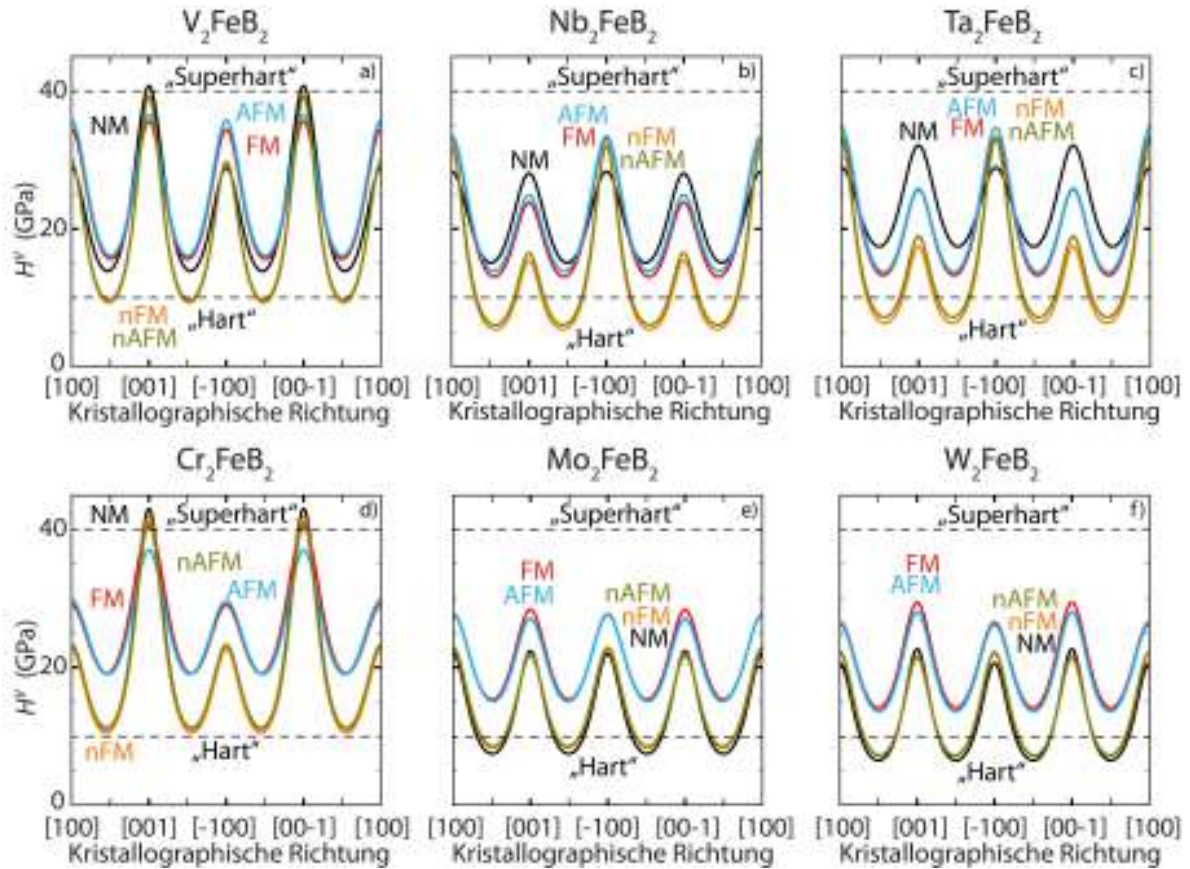 V₂FeB₂
a)
„Superhart“
40
NM
AFM
FM
20
Hᵛ (GPa)
nFM
nAFM
„Hart“
0
[100] [001] [-100] [00-1] [100]
Kristallographische Richtung
Nb₂FeB₂
b)
„Superhart“
AFM
FM
nFM
nAFM
NM
„Hart“
[100] [001] [-100] [00-1] [100]
Kristallographische Richtung
Ta₂FeB₂
c)
„Superhart“
AFM
FM
nFM
nAFM
NM
„Hart“
[100] [001] [-100] [00-1] [100]
Kristallographische Richtung
Cr₂FeB₂
d)
NM
„Superhart“
40
nAFM
FM
AFM
20
Hᵛ (GPa)
nFM
„Hart“
0
[100] [001] [-100] [00-1] [100]
Kristallographische Richtung
Mo₂FeB₂
e)
„Superhart“
FM
AFM
nAFM
nFM
NM
„Hart“
[100] [001] [-100] [00-1] [100]
Kristallographische Richtung
W₂FeB₂
f)
„Superhart“
FM
AFM
nAFM
nFM
NM
„Hart“
[100] [001] [-100] [00-1] [100]
Kristallographische Richtung